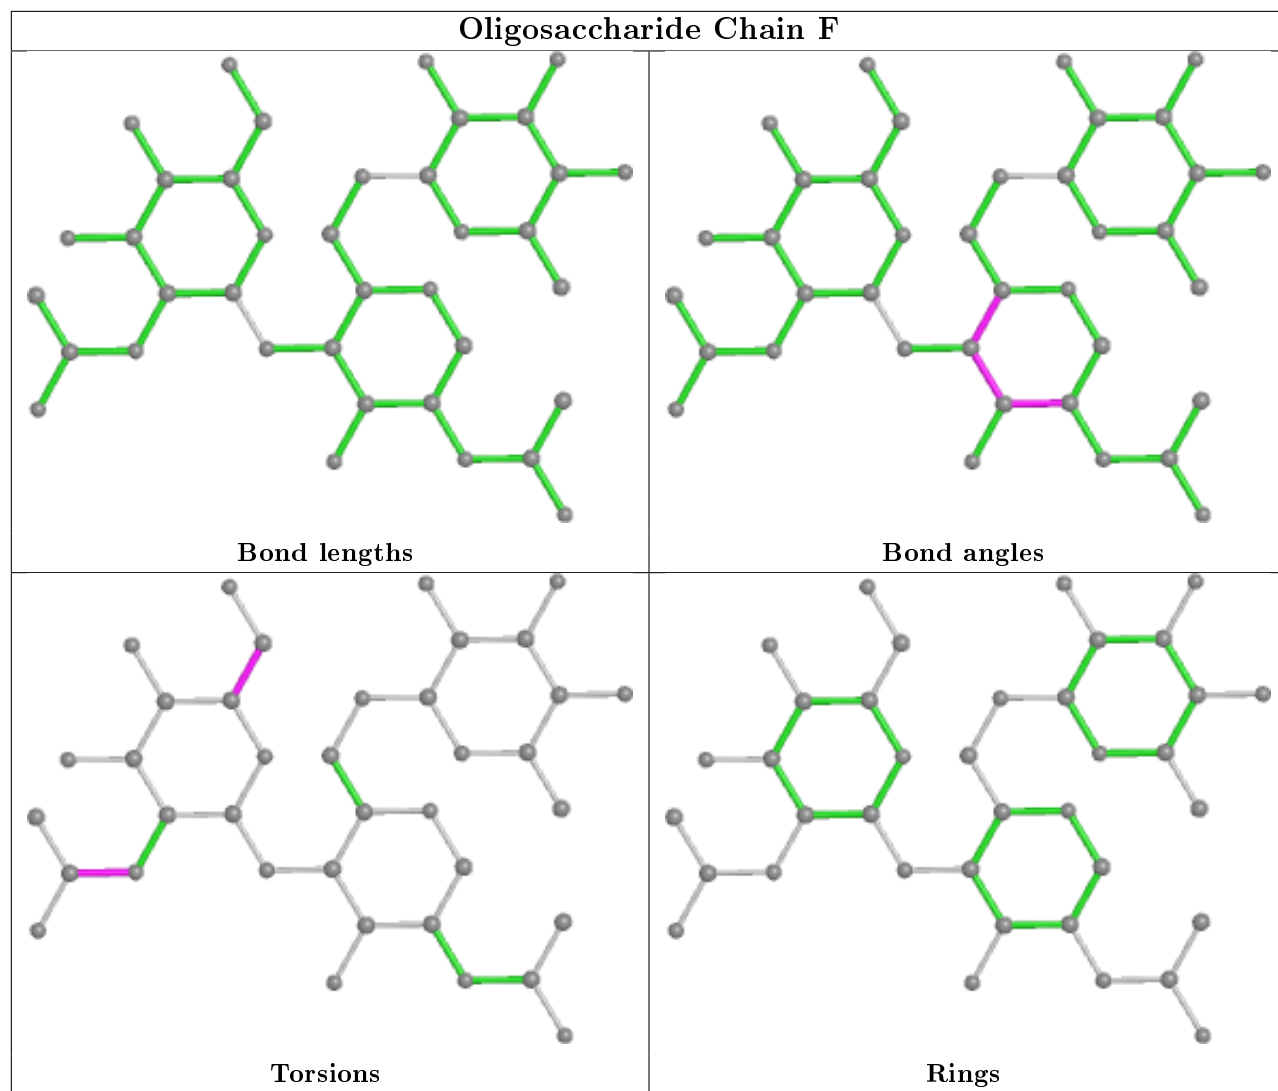 Oligosaccharide Chain F
Bond lengths
Bond angles
Torsions
Rings